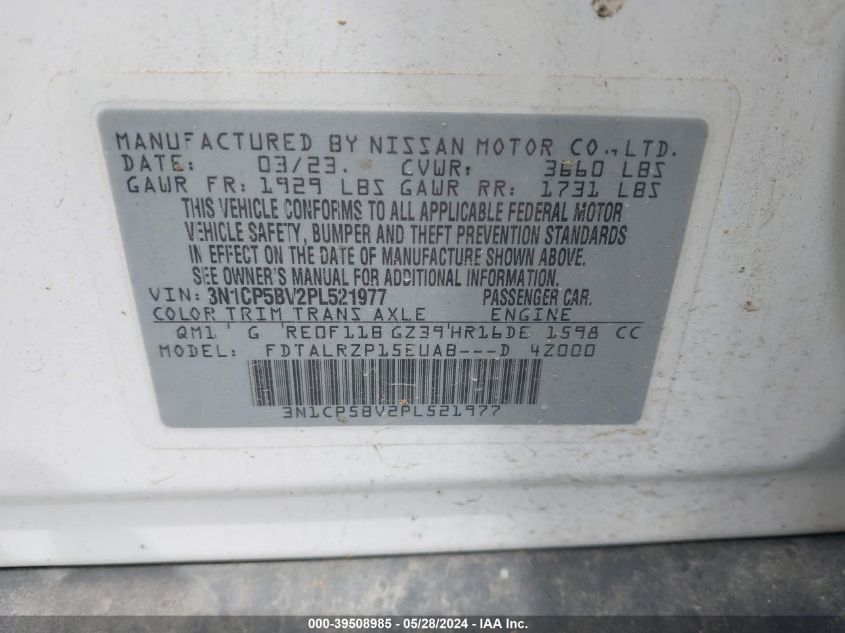 MANUFACTURED BY NISSAN MOTOR CO., LTD.
DATE: 03/23. GVWR: 3660 LBS
GAWR FR: 1929 LBS GAWR RR: 1731 LBS
THIS VEHICLE CONFORMS TO ALL APPLICABLE FEDERAL MOTOR
VEHICLE SAFETY, BUMPER AND THEFT PREVENTION STANDARDS
IN EFFECT ON THE DATE OF MANUFACTURE SHOWN ABOVE.
SEE OWNER'S MANUAL FOR ADDITIONAL INFORMATION.
VIN: 3N1CP5BV2PL521977 PASSENGER CAR.
COLOR TRIM TRANS AXLE ENGINE
QM1 G RE0F11B GZ39 HR16DE 1598 CC
MODEL: FDTALRZP15EUAB---D 42000
3N1CP5BV2PL521977
000-39508985 / 05/28/2024 - IAA Inc.